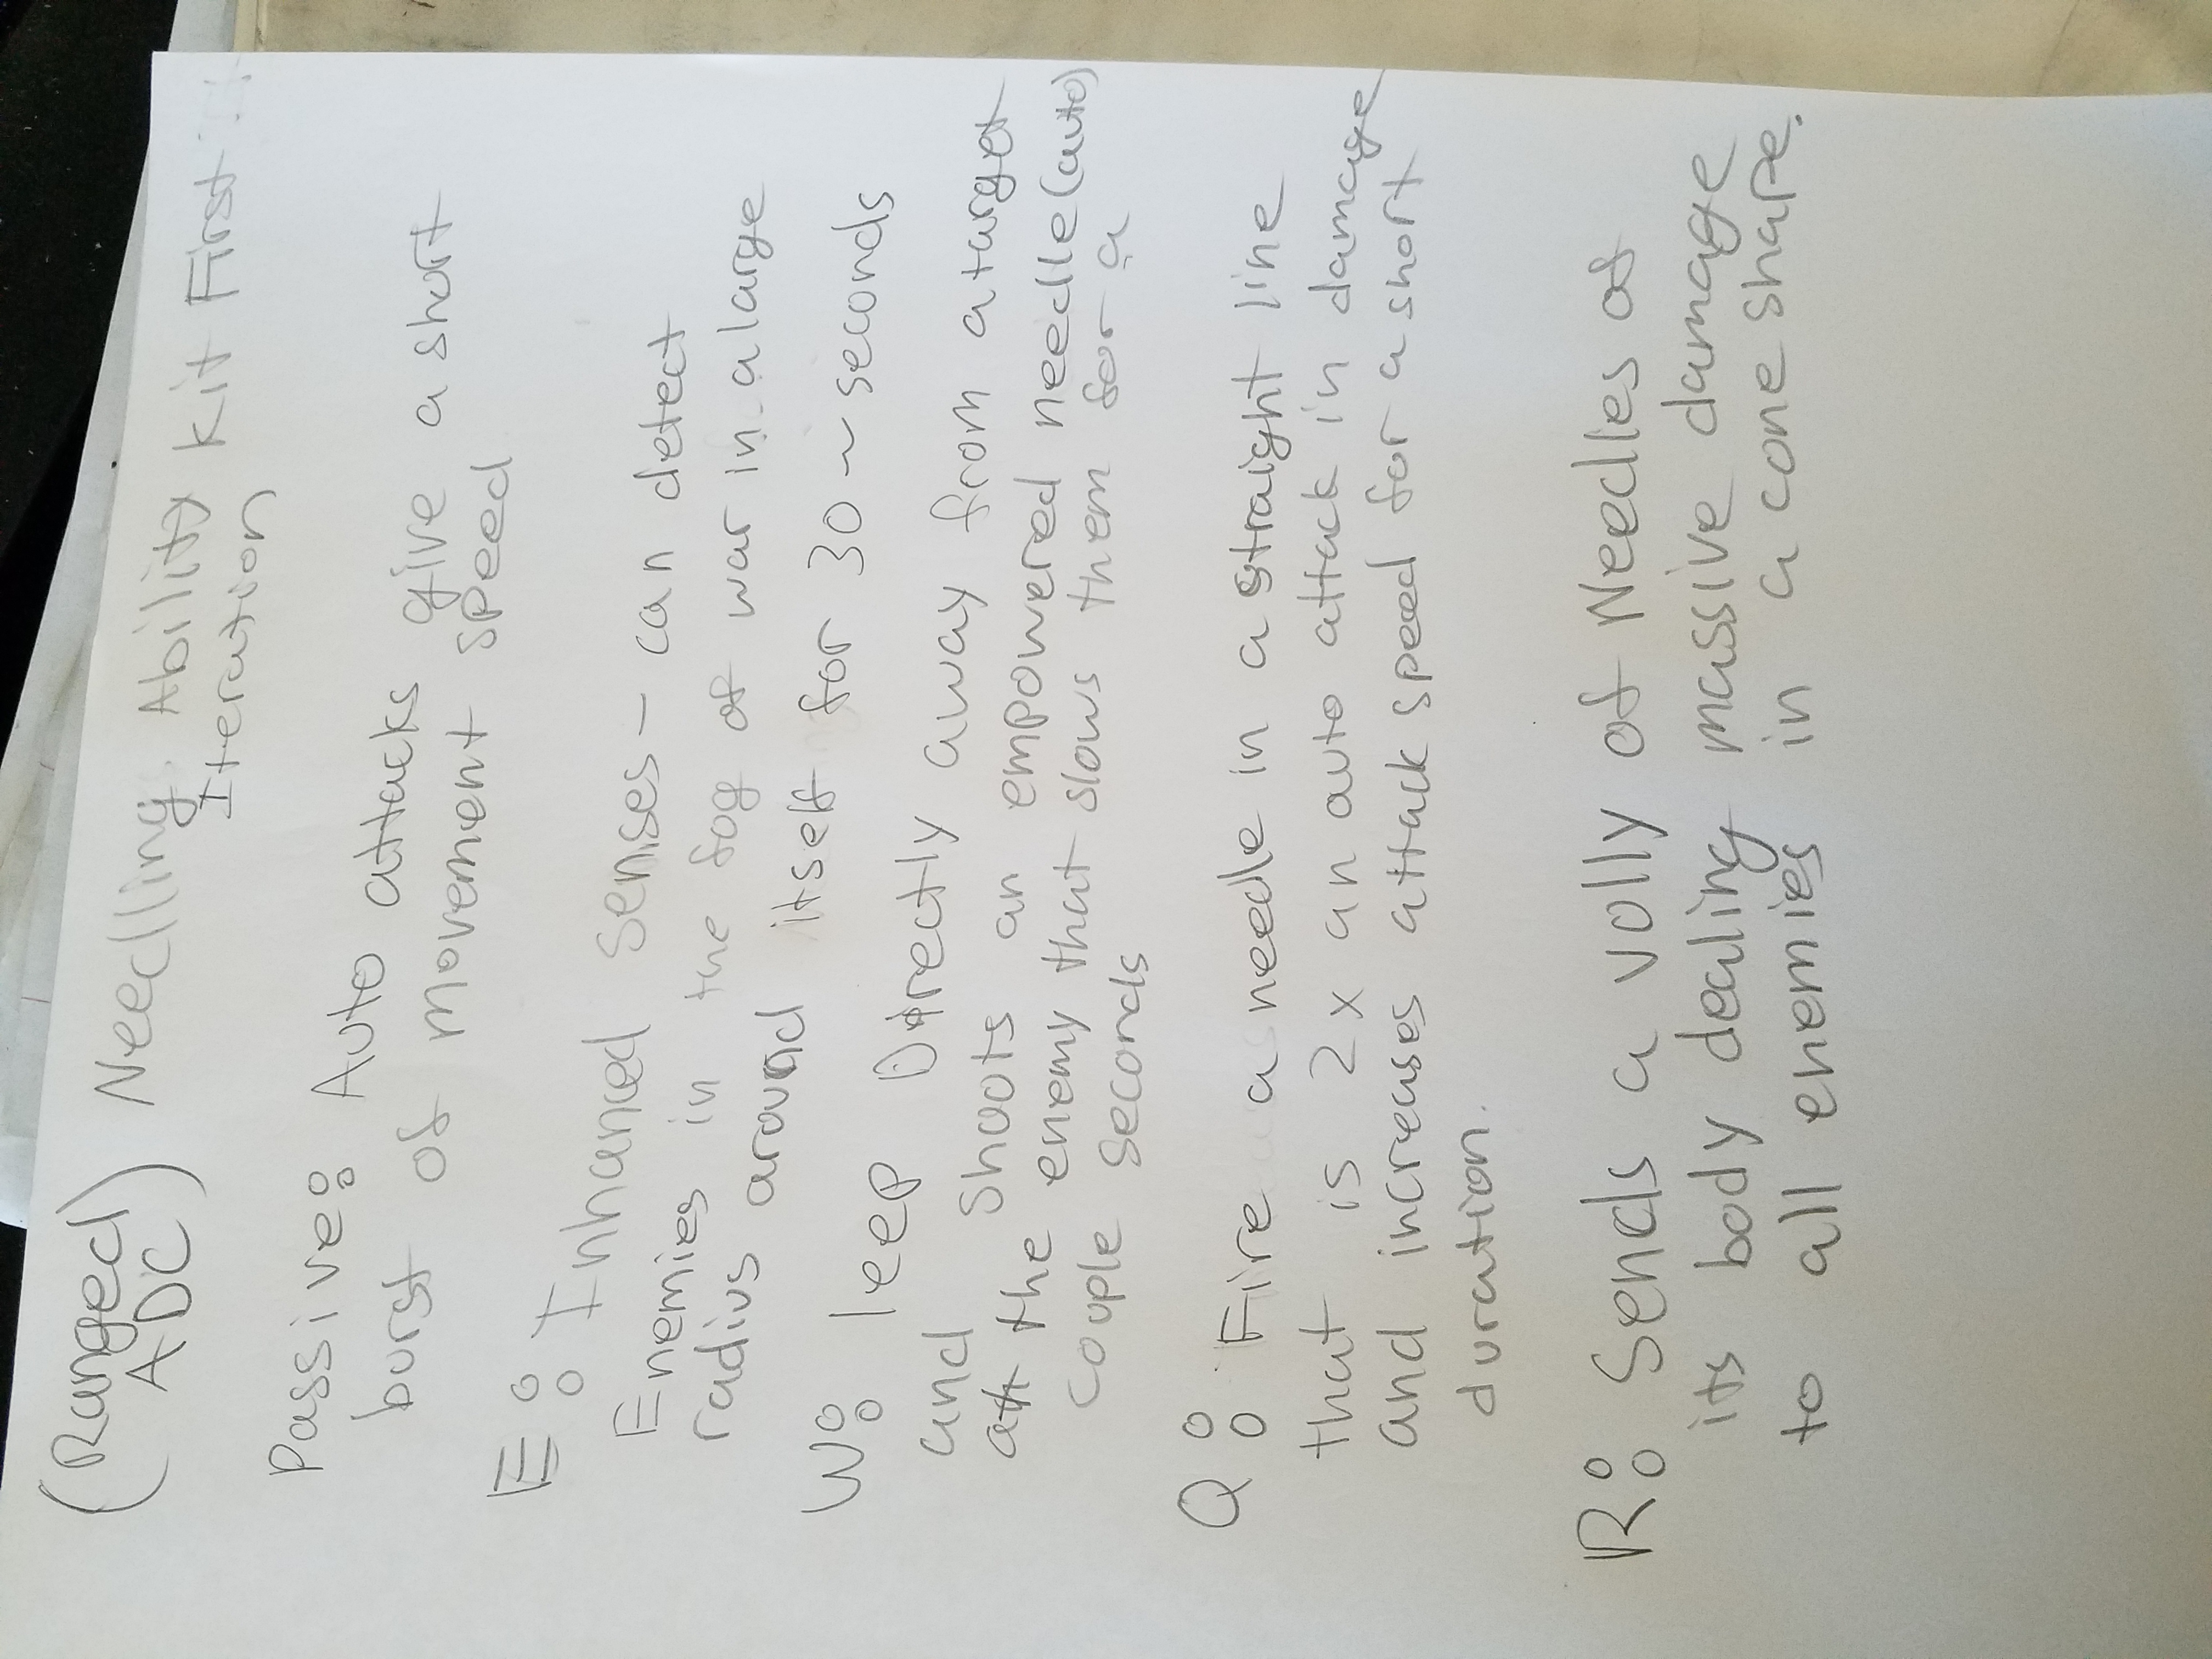 (Ranged ADC) Needling Ability Kit First
Iteration
Passive: Auto attacks give a short
burst of movement speed
E: Inhanced senses - can detect
Enemies in the fog of war in a large
radius around itself for 30 ~ seconds
W: leep Directly away from a target
and shoots an empowered needle (auto)
at the enemy that slows them for a
couple seconds
Q: Fire a needle in a straight line
that is 2x an auto attack in damage
and increases attack speed for a short
duration.
R: Sends a volly of Needles of
its body dealing massive damage
to all enemies in a cone shape.